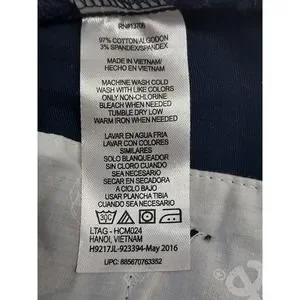 RN#13706
97% COTTON/ALGODON
3% SPANDEX/SPANDEX
MADE IN VIETNAM/
HECHO EN VIETNAM
MACHINE WASH COLD
WASH WITH LIKE COLORS
ONLY NON-CHLORINE
BLEACH WHEN NEEDED
TUMBLE DRY LOW
WARM IRON WHEN NEEDED
LAVAR EN AGUA FRIA
LAVAR CON COLORES
SIMILARES
SOLO BLANQUEADOR
SIN CLORO CUANDO
SEA NECESARIO
SECAR EN SECADORA
A CICLO BAJO
USAR PLANCHA TIBIA
CUANDO SEA NECESARIO
LTAG - HCM024
HANOI, VIETNAM
H9217JL-923394-May 2016
UPC: 885670763352